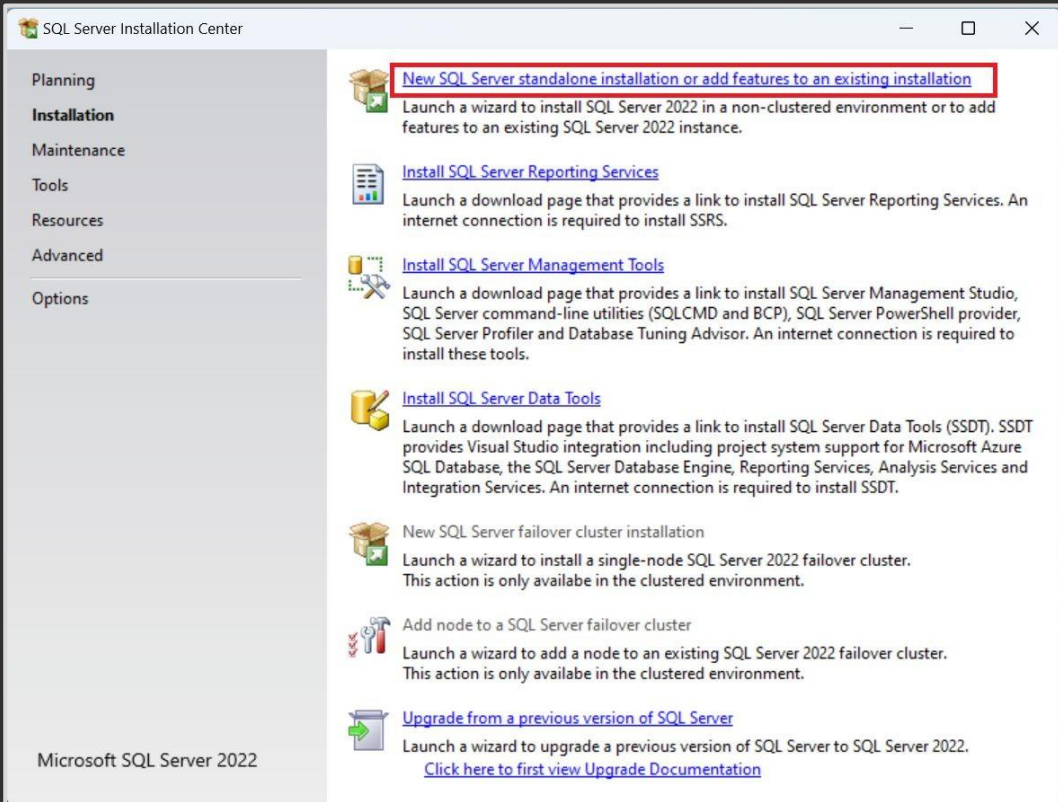 SQL Server Installation Center
Planning
Installation
Maintenance
Tools
Resources
Advanced
Options
Microsoft SQL Server 2022
New SQL Server standalone installation or add features to an existing installation
Launch a wizard to install SQL Server 2022 in a non-clustered environment or to add
features to an existing SQL Server 2022 instance.
Install SQL Server Reporting Services
Launch a download page that provides a link to install SQL Server Reporting Services. An
internet connection is required to install SSRS.
Install SQL Server Management Tools
Launch a download page that provides a link to install SQL Server Management Studio,
SQL Server command-line utilities (SQLCMD and BCP), SQL Server PowerShell provider,
SQL Server Profiler and Database Tuning Advisor. An internet connection is required to
install these tools.
Install SQL Server Data Tools
Launch a download page that provides a link to install SQL Server Data Tools (SSDT). SSDT
provides Visual Studio integration including project system support for Microsoft Azure
SQL Database, the SQL Server Database Engine, Reporting Services, Analysis Services and
Integration Services. An internet connection is required to install SSDT.
New SQL Server failover cluster installation
Launch a wizard to install a single-node SQL Server 2022 failover cluster.
This action is only availabe in the clustered environment.
Add node to a SQL Server failover cluster
Launch a wizard to add a node to an existing SQL Server 2022 failover cluster.
This action is only availabe in the clustered environment.
Upgrade from a previous version of SQL Server
Launch a wizard to upgrade a previous version of SQL Server to SQL Server 2022.
Click here to first view Upgrade Documentation